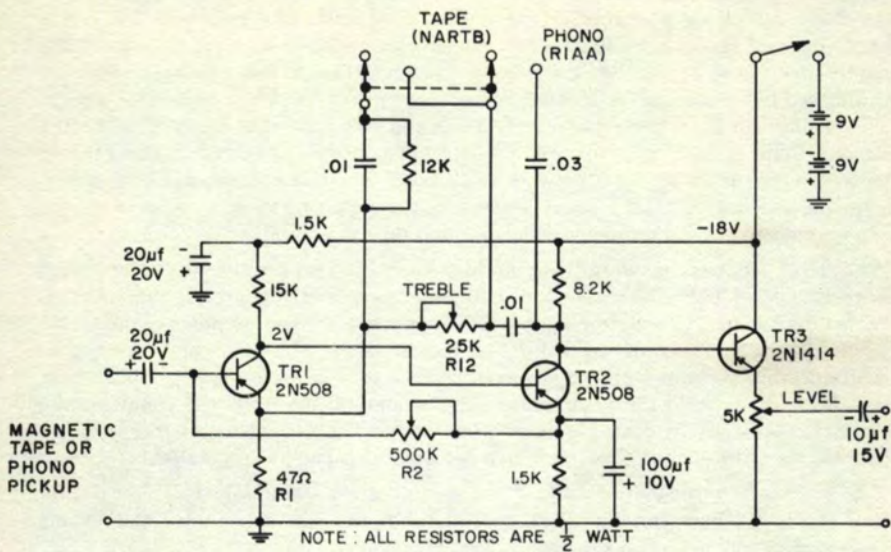 TAPE
(NARTB)
PHONO
(RIAA)
- 9V
+
- 9V
+
.01
12K
.03
1.5K
-18V
20µf
20V
-
+
15K
8.2K
TREBLE
.01
20µf
20V
+ -
2V
25K
R12
TR1
2N508
TR2
2N508
TR3
2N1414
LEVEL
5K
- +
10µf
15V
MAGNETIC
TAPE OR
PHONO
PICKUP
500K
R2
47Ω
R1
1.5K
-
+
100µf
10V
NOTE : ALL RESISTORS ARE 1/2 WATT